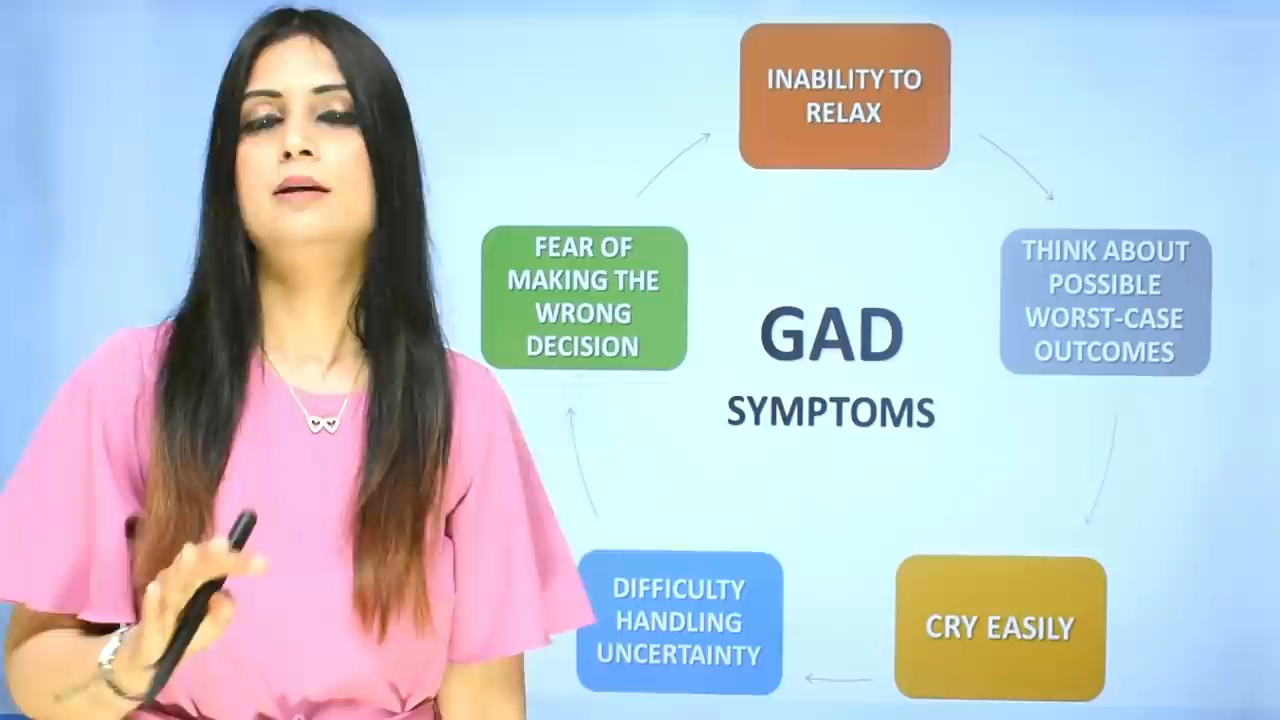 INABILITY TO
RELAX
THINK ABOUT
POSSIBLE
WORST-CASE
OUTCOMES
CRY EASILY
DIFFICULTY
HANDLING
UNCERTAINTY
FEAR OF
MAKING THE
WRONG
DECISION
GAD
SYMPTOMS